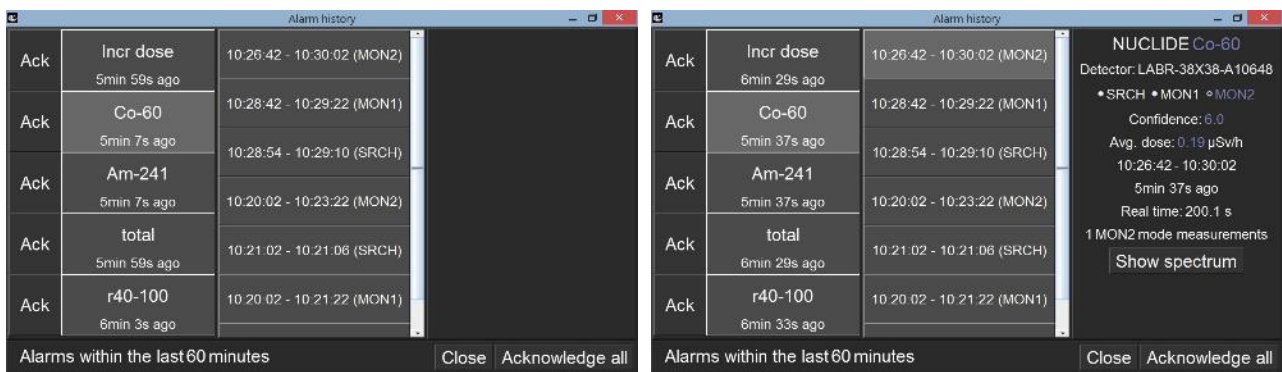 Alarm history
Ack
Incr dose
5min 59s ago
Ack
Co-60
5min 7s ago
Ack
Am-241
5min 7s ago
Ack
total
5min 59s ago
Ack
r40-100
6min 3s ago
10:26:42 - 10:30:02 (MON2)
10:28:42 - 10:29:22 (MON1)
10:28:54 - 10:29:10 (SRCH)
10:20:02 - 10:23:22 (MON2)
10:21:02 - 10:21:06 (SRCH)
10:20:02 - 10:21:22 (MON1)
Alarms within the last 60 minutes
Close
Acknowledge all
Alarm history
Ack
Incr dose
6min 29s ago
Ack
Co-60
5min 37s ago
Ack
Am-241
5min 37s ago
Ack
total
6min 29s ago
Ack
r40-100
6min 33s ago
10:26:42 - 10:30:02 (MON2)
10:28:42 - 10:29:22 (MON1)
10:28:54 - 10:29:10 (SRCH)
10:20:02 - 10:23:22 (MON2)
10:21:02 - 10:21:06 (SRCH)
10:20:02 - 10:21:22 (MON1)
NUCLIDE Co-60
Detector: LABR-38X38-A10648
SRCH MON1 MON2
Confidence: 6.0
Avg. dose: 0.19 µSv/h
10:26:42 - 10:30:02
5min 37s ago
Real time: 200.1 s
1 MON2 mode measurements
Show spectrum
Alarms within the last 60 minutes
Close
Acknowledge all